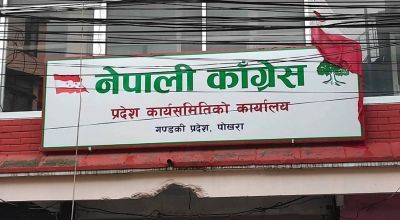 नेपाली काँग्रेस
प्रदेश कार्यसमितिको कार्यालय
गण्डकी प्रदेश, पोखरा